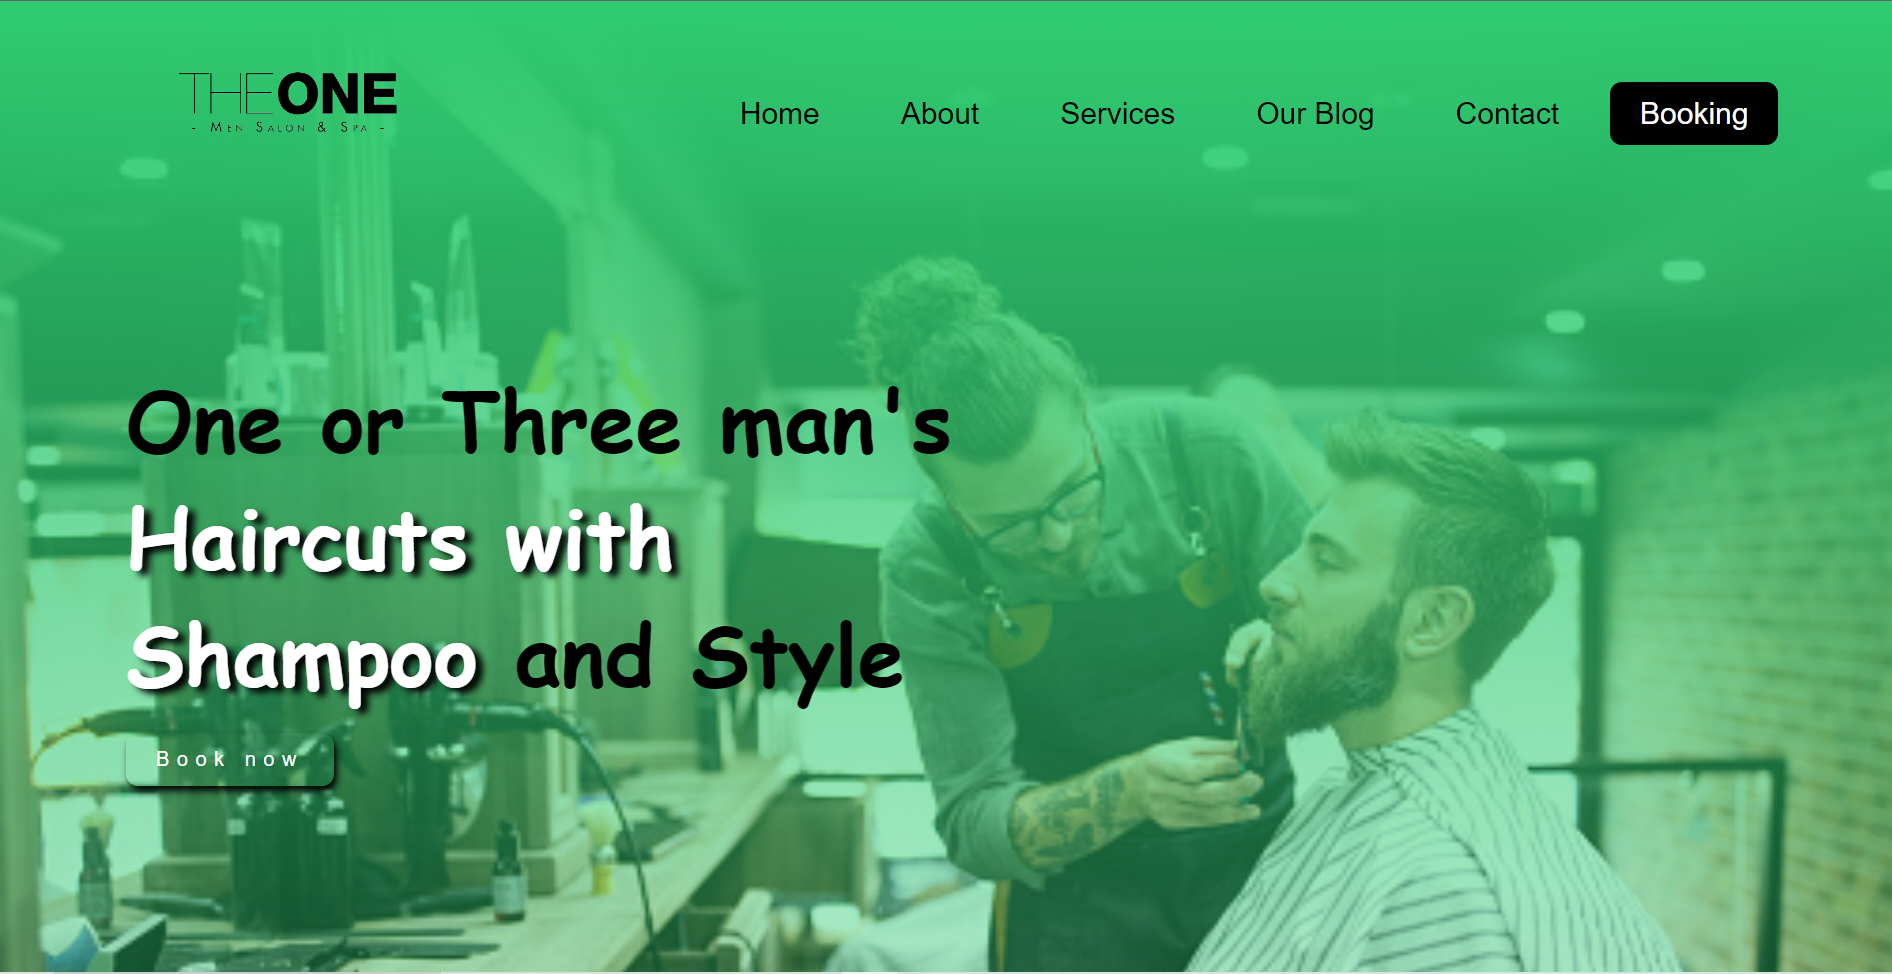 THEONE
- Men Salon & Spa -
Home About Services Our Blog Contact Booking
One or Three man's
Haircuts with
Shampoo and Style
Book now